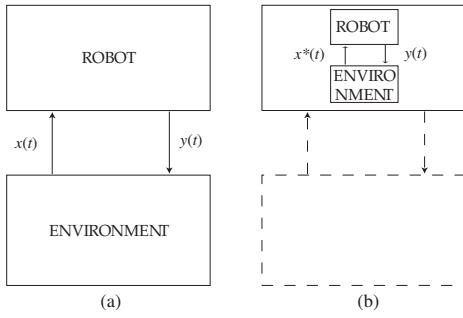 ROBOT
x(t)
y(t)
ENVIRONMENT
(a)
ROBOT
x*(t)
y(t)
ENVIRO
NMENT
(b)